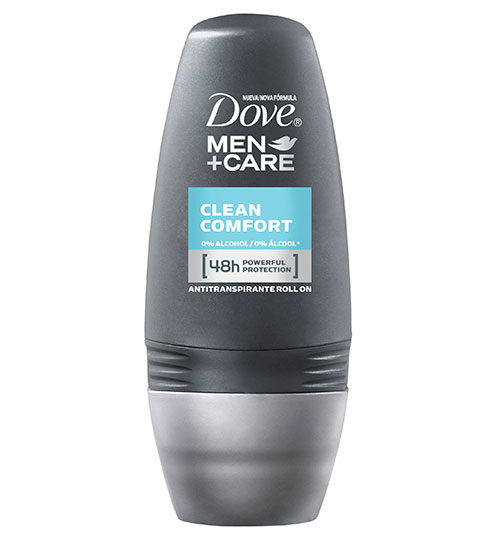 NUEVA/NOVA FÓRMULA
Dove®
MEN
+CARE
CLEAN
COMFORT
0% ALCOHOL / 0% ÁLCOOL*
[48h POWERFUL
PROTECTION]
ANTITRANSPIRANTE ROLL ON